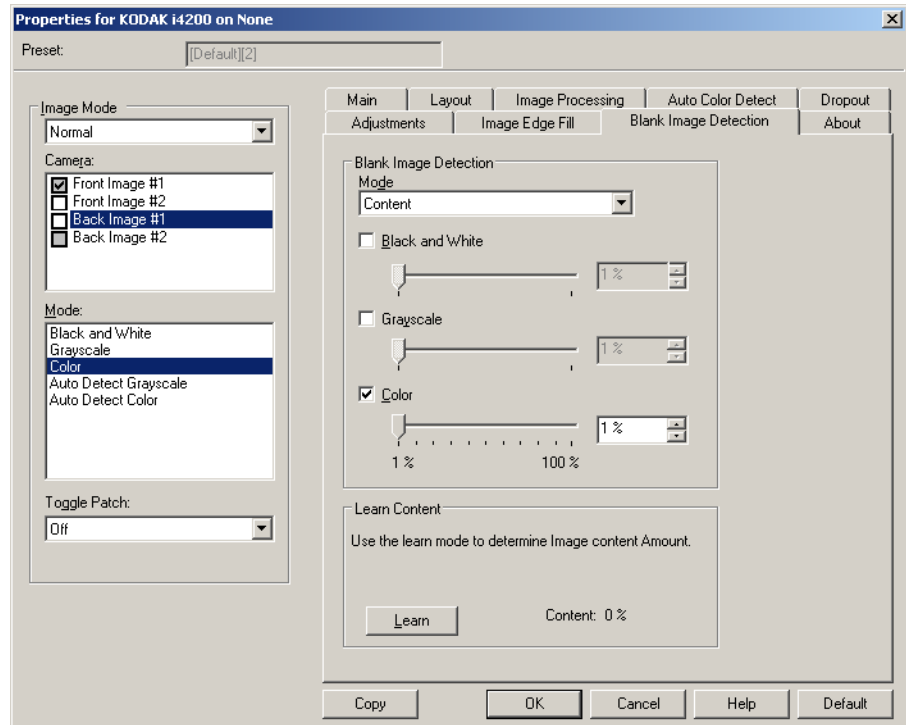 Properties for KODAK i4200 on None
Preset:
[Default][2]
Image Mode
Normal
Camera:
Front Image #1
Front Image #2
Back Image #1
Back Image #2
Mode:
Black and White
Grayscale
Color
Auto Detect Grayscale
Auto Detect Color
Toggle Patch:
Off
Main
Layout
Image Processing
Auto Color Detect
Dropout
Adjustments
Image Edge Fill
Blank Image Detection
About
Blank Image Detection
Mode
Content
Black and White
1 %
Grayscale
1 %
Color
1 %
1 %
100 %
Learn Content
Use the learn mode to determine Image content Amount.
Learn
Content: 0 %
Copy
OK
Cancel
Help
Default